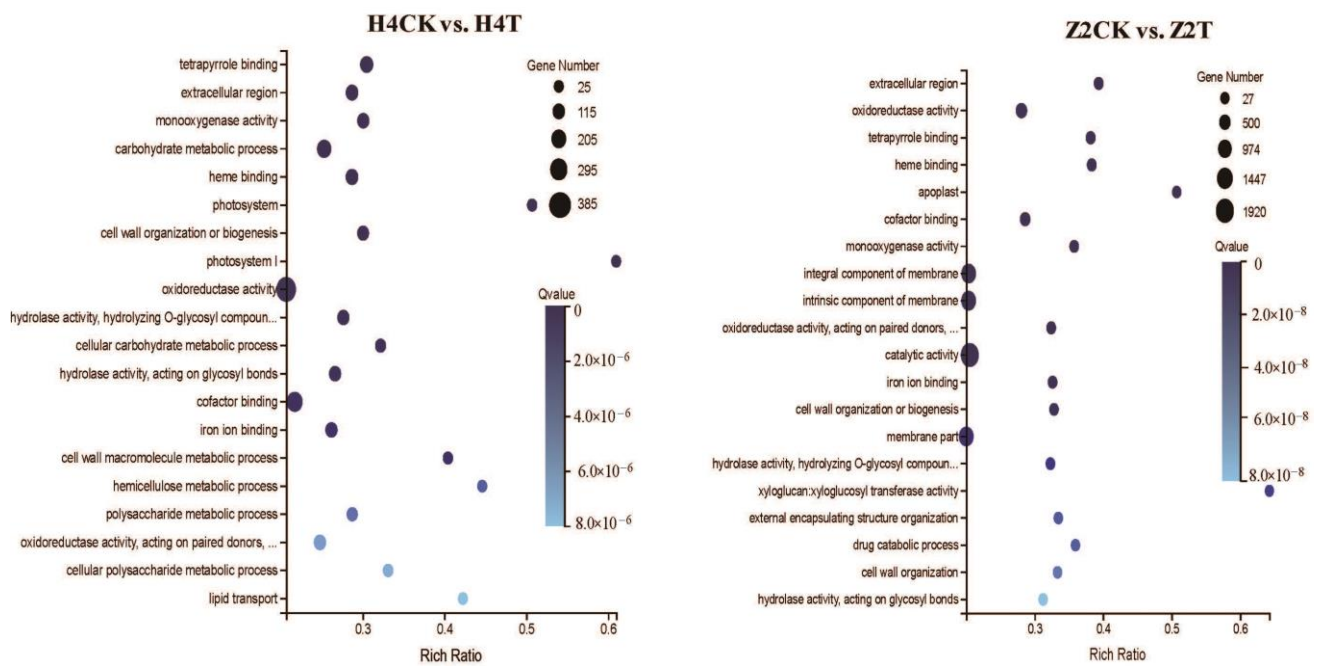 H4CK vs. H4T
tetrapyrrole binding
extracellular region
monooxygenase activity
carbohydrate metabolic process
heme binding
photosystem
cell wall organization or biogenesis
photosystem I
oxidoreductase activity
hydrolase activity, hydrolyzing O-glycosyl compoun...
cellular carbohydrate metabolic process
hydrolase activity, acting on glycosyl bonds
cofactor binding
iron ion binding
cell wall macromolecule metabolic process
hemicellulose metabolic process
polysaccharide metabolic process
oxidoreductase activity, acting on paired donors, ...
cellular polysaccharide metabolic process
lipid transport
0.3 0.4 0.5 0.6
Rich Ratio
Gene Number
25
115
205
295
385
Qvalue
0
2.0×10⁻⁶
4.0×10⁻⁶
6.0×10⁻⁶
8.0×10⁻⁶
Z2CK vs. Z2T
extracellular region
oxidoreductase activity
tetrapyrrole binding
heme binding
apoplast
cofactor binding
monooxygenase activity
integral component of membrane
intrinsic component of membrane
oxidoreductase activity, acting on paired donors, ...
catalytic activity
iron ion binding
cell wall organization or biogenesis
membrane part
hydrolase activity, hydrolyzing O-glycosyl compoun...
xyloglucan:xyloglucosyl transferase activity
external encapsulating structure organization
drug catabolic process
cell wall organization
hydrolase activity, acting on glycosyl bonds
0.3 0.4 0.5 0.6
Rich Ratio
Gene Number
27
500
974
1447
1920
Qvalue
0
2.0×10⁻⁸
4.0×10⁻⁸
6.0×10⁻⁸
8.0×10⁻⁸